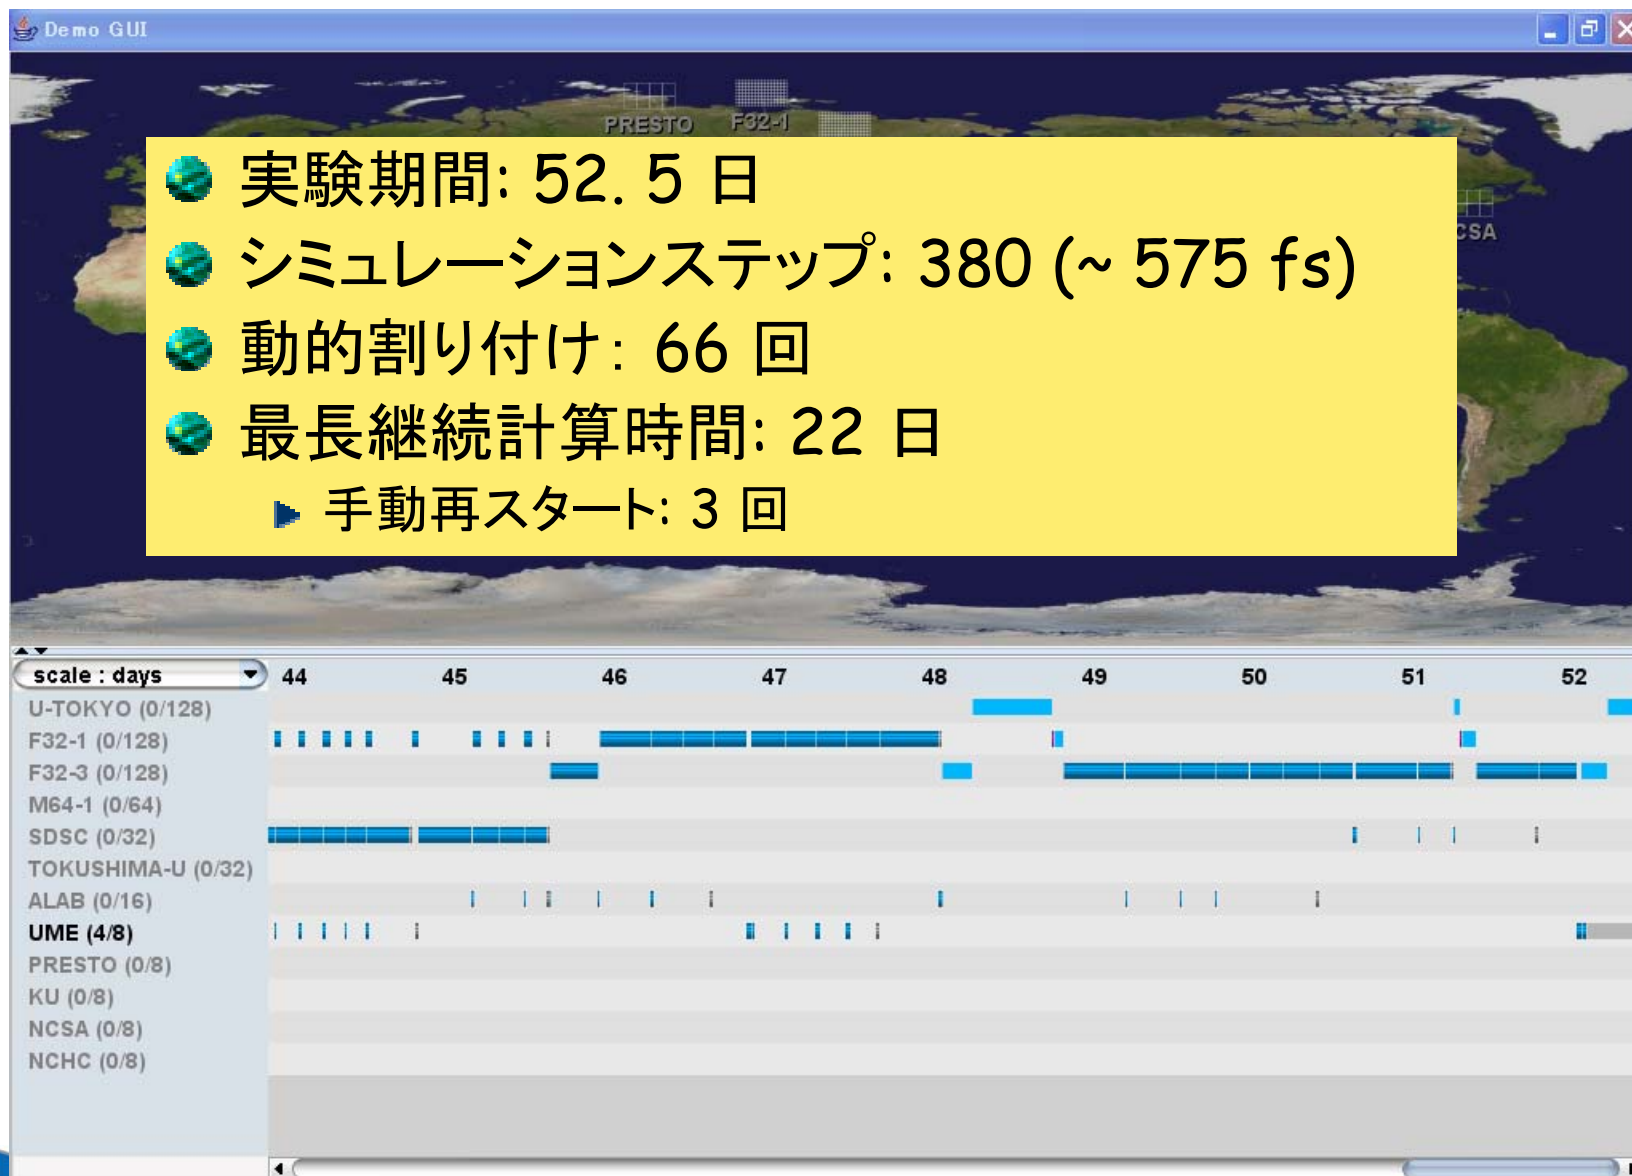 Demo GUI
PRESTO
F32-1
CSA
実験期間: 52. 5 日
シミュレーションステップ: 380 (~ 575 fs)
動的割り付け: 66 回
最長継続計算時間: 22 日
手動再スタート: 3 回
scale : days 44 45 46 47 48 49 50 51 52
U-TOKYO (0/128)
F32-1 (0/128)
F32-3 (0/128)
M64-1 (0/64)
SDSC (0/32)
TOKUSHIMA-U (0/32)
ALAB (0/16)
UME (4/8)
PRESTO (0/8)
KU (0/8)
NCSA (0/8)
NCHC (0/8)